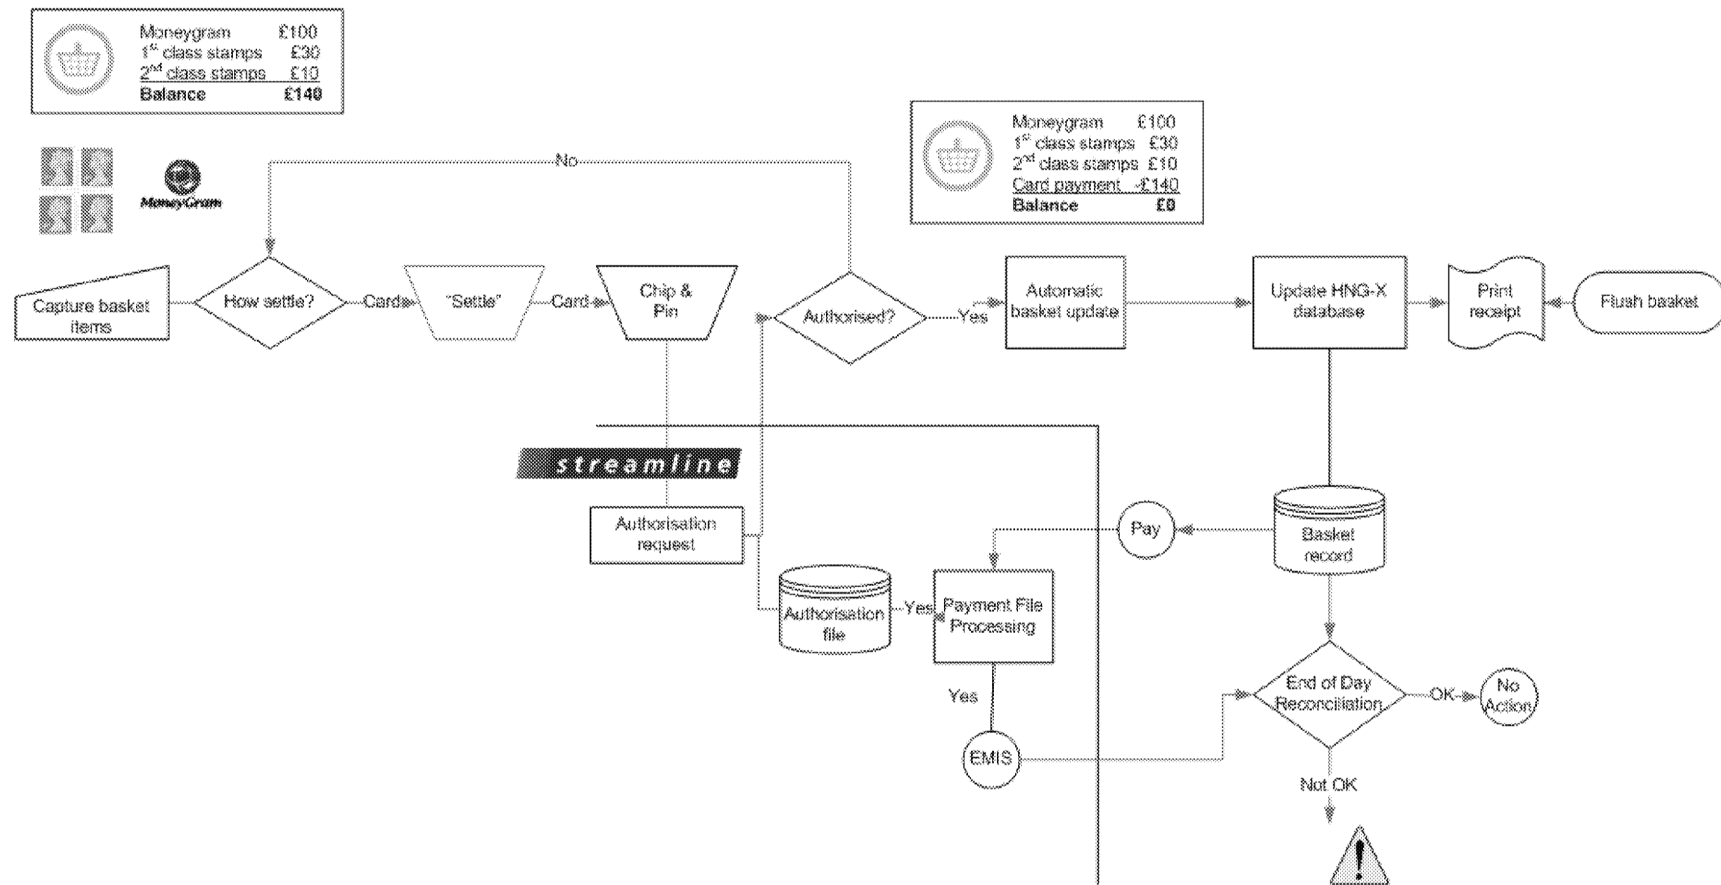 Moneygram £100
1st class stamps £30
2nd class stamps £10
Balance £140
Moneygram £100
1st class stamps £30
2nd class stamps £10
Card payment -£140
Balance £0
MoneyGram
No
Capture basket
items
How settle?
Card
"Settle"
Card
Chip &
Pin
Authorised?
Yes
Automatic
basket update
Update HNG-X
database
Print
receipt
Flush basket
streamline
Authorisation
request
Authorisation
file
Yes
Payment File
Processing
Pay
Basket
record
Yes
EMIS
End of Day
Reconciliation
OK
No
Action
Not OK
!